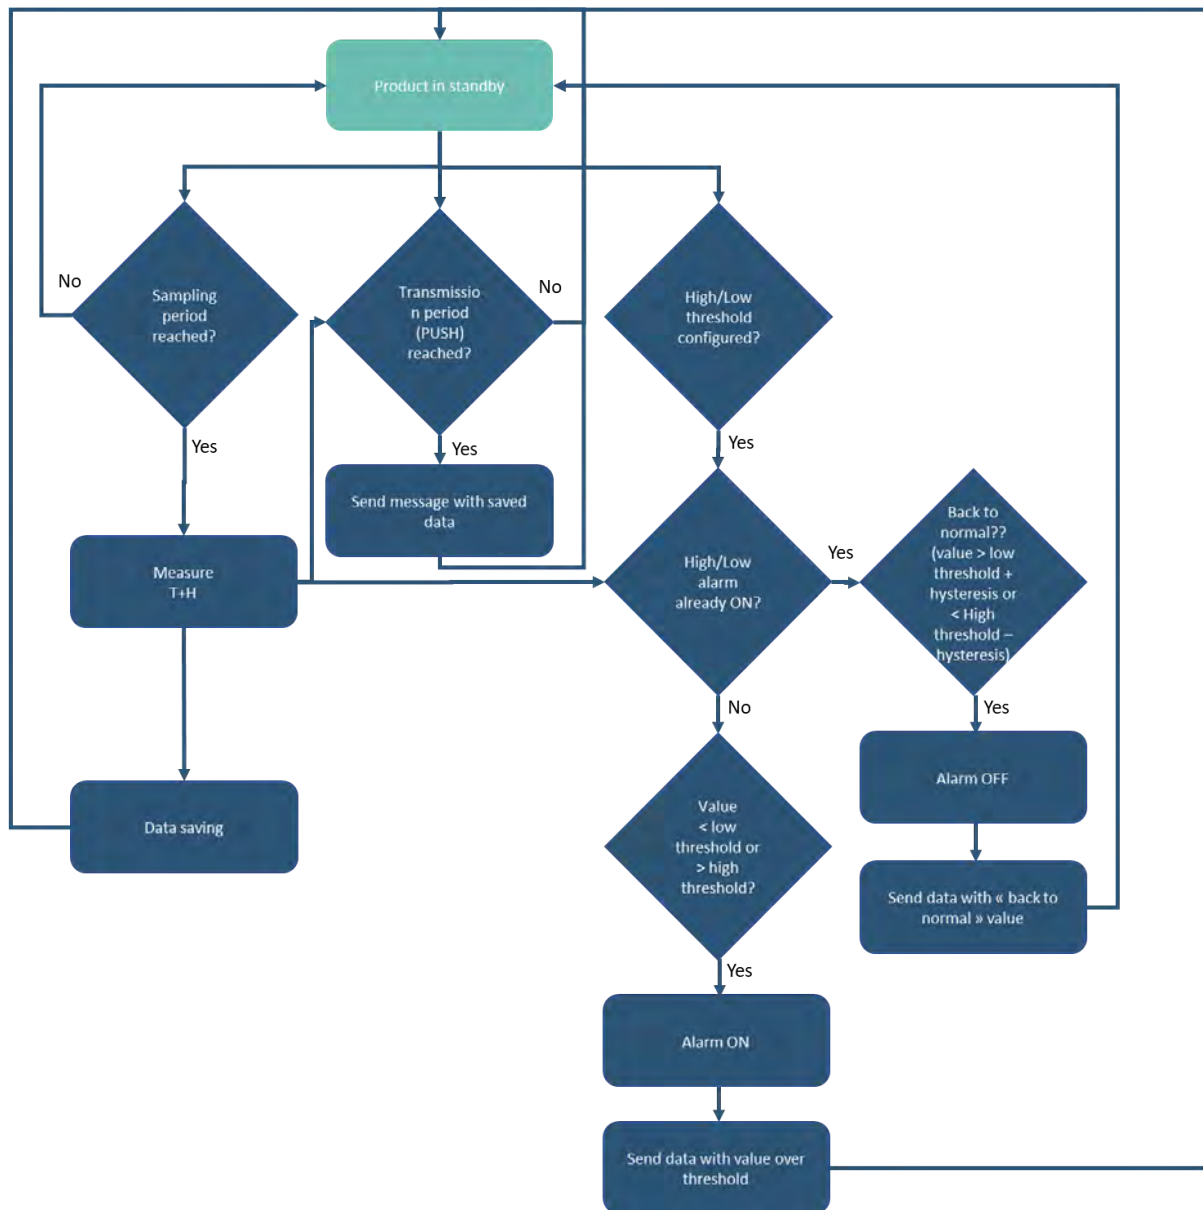 Product in standby
No
Sampling
period
reached?
Yes
Transmissio
n period
(PUSH)
reached?
No
Yes
High/Low
threshold
configured?
Yes
Send message with saved
data
Measure
T+H
High/Low
alarm
already ON?
Yes
Back to
normal??
(value > low
threshold +
hysteresis or
< High
threshold –
hysteresis)
No
Yes
Data saving
Value
< low
threshold or
> high
threshold?
Alarm OFF
Send data with « back to
normal » value
Yes
Alarm ON
Send data with value over
threshold